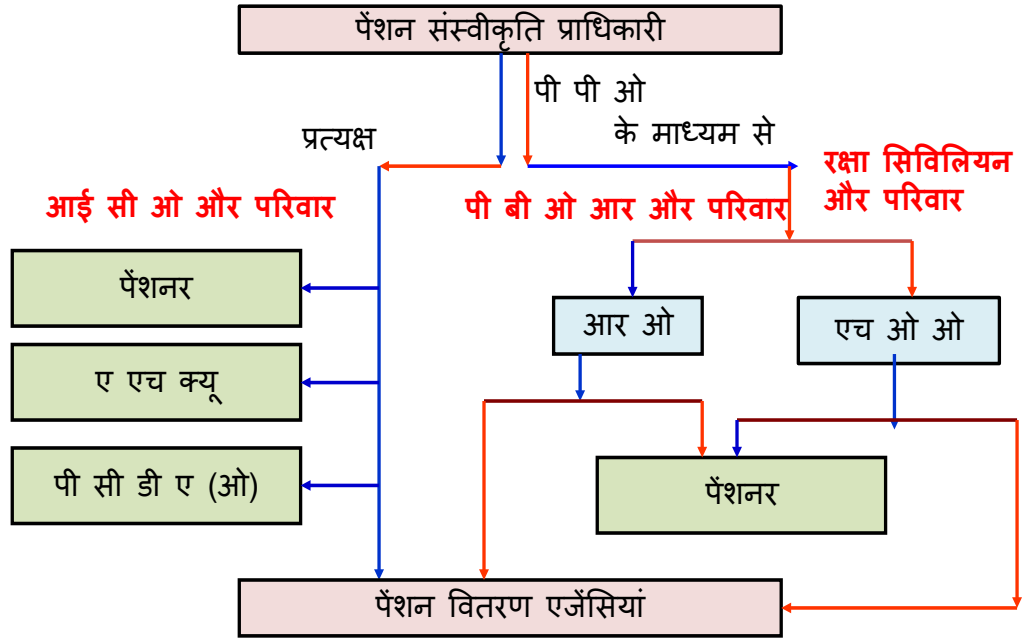 पेंशन संस्वीकृति प्राधिकारी
पी पी ओ
प्रत्यक्ष
के माध्यम से
रक्षा सिविलियन
और परिवार
आई सी ओ और परिवार
पी बी ओ आर और परिवार
पेंशनर
आर ओ
एच ओ ओ
ए एच क्यू
पी सी डी ए (ओ)
पेंशनर
पेंशन वितरण एजेंसियां